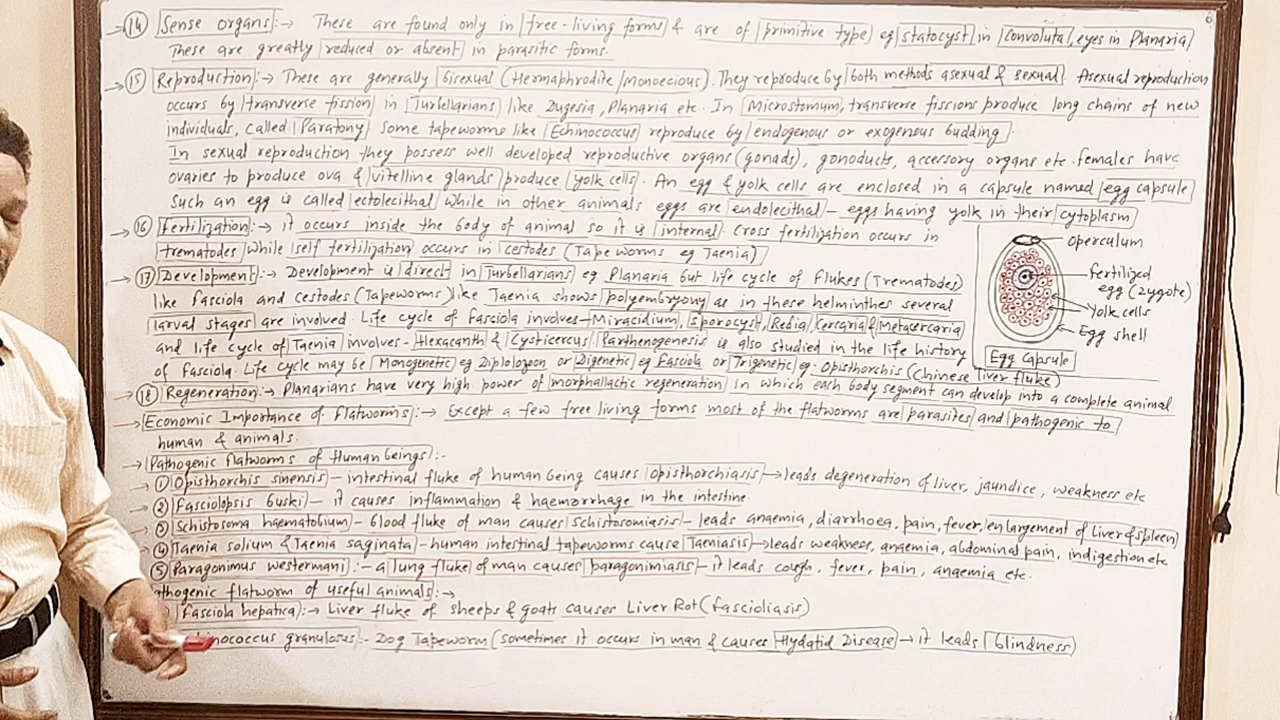 (14) Sense organs:→ These are found only in free-living forms & are of primitive type eg statocyst in Convoluta, eyes in Planaria
These are greatly reduced or absent in parasitic forms.
(15) Reproduction:→ These are generally bisexual (Hermaphrodite/monoecious). They reproduce by both methods asexual & sexual. Asexual reproduction
occurs by transverse fission in Turbellarians like Dugesia, Planaria etc. In Microstomum, transverse fissions produce long chains of new
individuals, called Paratony. Some tapeworms like Echinococcus reproduce by endogenous or exogenous budding.
In sexual reproduction they possess well developed reproductive organs (gonads), gonoducts, accessory organs etc. females have
ovaries to produce ova & vitelline glands produce yolk cells. An egg & yolk cells are enclosed in a capsule named egg capsule
Such an egg is called ectolecithal while in other animals eggs are endolecithal - eggs having yolk in their cytoplasm
(16) Fertilization:→ it occur inside the body of animal so it is internal. Cross fertilization occurs in
trematodes while self fertilization occurs in cestodes (Tape worms eg Taenia)
(17) Development:→ Development is direct in Turbellarians eg Planaria but life cycle of Flukes (Trematodes)
like fasciola and cestodes (Tapeworms) like Taenia shows polyembryony as in these helminthes several
larval stages are involved. Life cycle of fasciola involves - Miracidium, Sporocyst, Redia, Cercaria & Metacercaria
and life cycle of Taenia involves - Hexacanth & Cysticercus. Parthenogenesis is also studied in the life history
of fasciola. Life cycle may be Monogenetic eg Diplozoon or Digenetic eg Fasciola or Trigenetic eg. Opisthorchis (Chinese liver fluke)
operculum
fertilized
egg (zygote)
Yolk cells
Egg shell
Egg Capsule
(18) Regeneration:→ Planarians have very high power of morphallactic regeneration in which each body segment can develop into a complete animal
→ Economic Importance of Flatworms:→ Except a few free living forms most of the flatworms are parasites and pathogenic to
human & animals.
→ Pathogenic flatworms of Human beings:-
→ (1) Opisthorchis sinensis - intestinal fluke of human being causes Opisthorchiasis → leads degeneration of liver, jaundice, weakness etc
→ (2) Fasciolopsis buski - it causes inflammation & haemorrhage in the intestine.
→ (3) Schistosoma haematobium - blood fluke of man causes Schistosomiasis - leads anaemia, diarrhoea, pain, fever, enlargement of Liver & spleen
→ (4) Taenia solium & Taenia saginata - human intestinal tapeworms cause Taeniasis → leads weakness, anaemia, abdominal pain, indigestion etc
→ (5) Paragonimus westermani:- a lung fluke of man causes paragonimiasis - it leads cough, fever, pain, anaemia etc.
athogenic flatworm of useful animals:→
Fasciola hepatica:→ Liver fluke of sheeps & goats causes Liver Rot (fascioliasis)
inococcus granulosus:- Dog Tapeworm (sometimes it occurs in man & causes Hydatid Disease → it leads blindness)